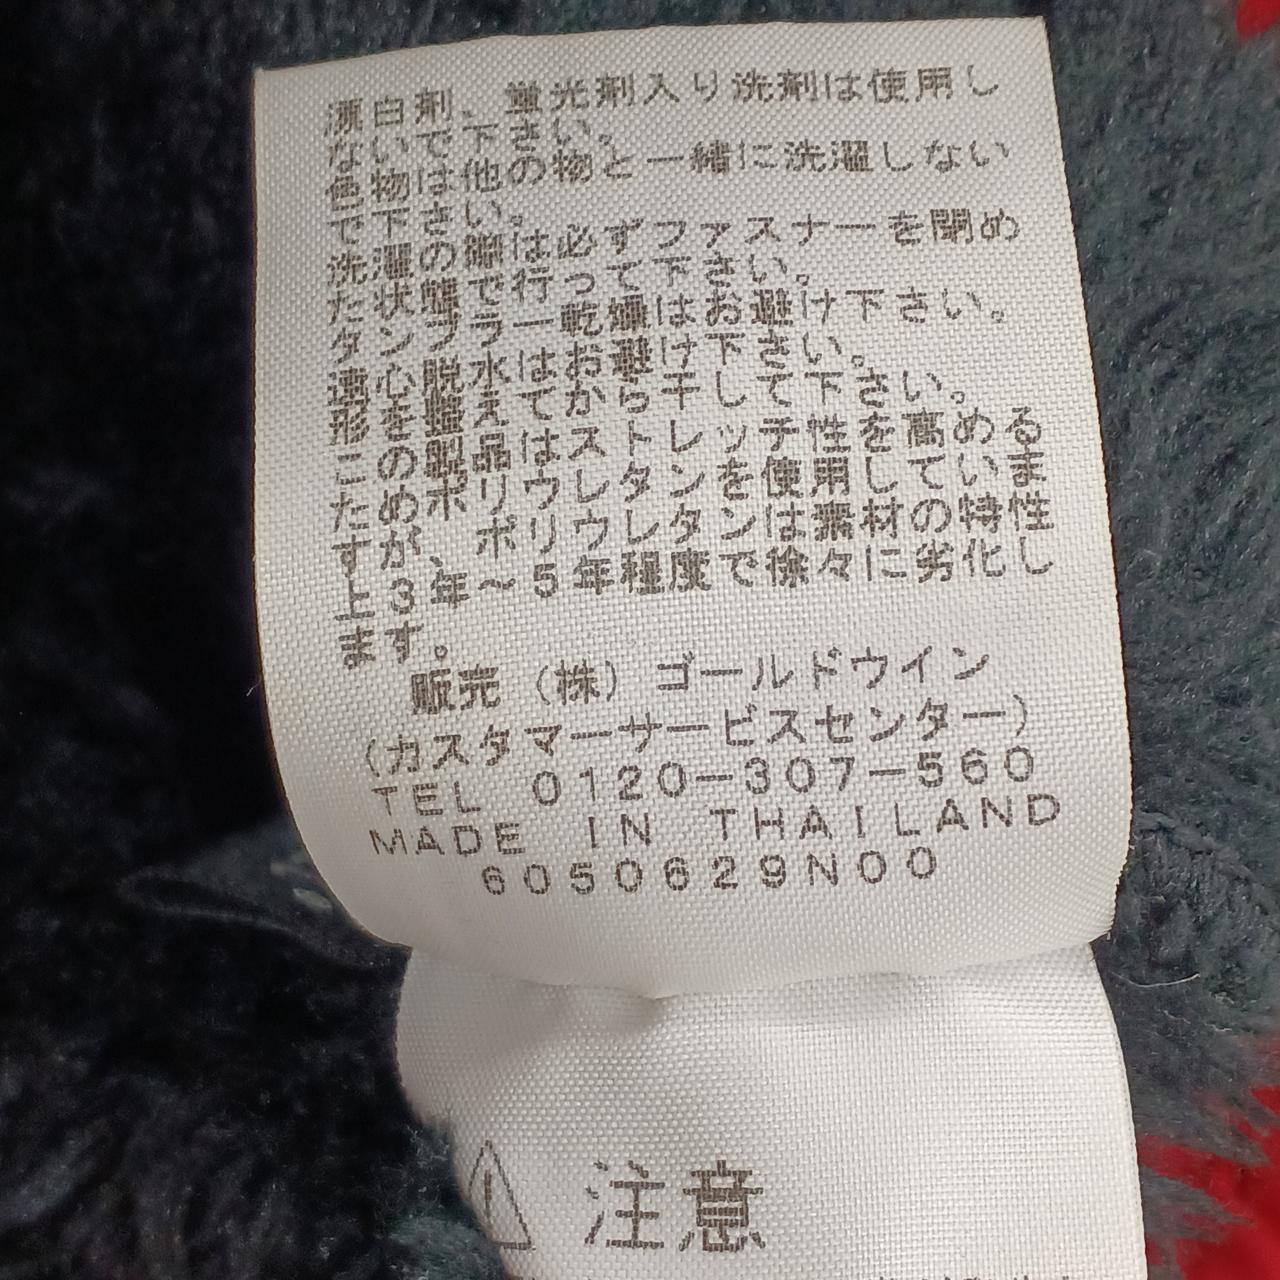 漂白剤、蛍光剤入り洗剤は使用し
ないで下さい。
色物は他の物と一緒に洗濯しない
で下さい。
洗濯の際は必ずファスナーを閉め
た状態で行って下さい。
タンブラー乾燥はお避け下さい。
遠心脱水はお避け下さい。
形を整えてから干して下さい。
この製品はストレッチ性を高める
ためポリウレタンを使用していま
すが、ポリウレタンは素材の特性
上3年~5年程度で徐々に劣化し
ます。
販売(株)ゴールドウイン
(カスタマーサービスセンター)
TEL 0120-307-560
MADE IN THAILAND
6050629N00
注意